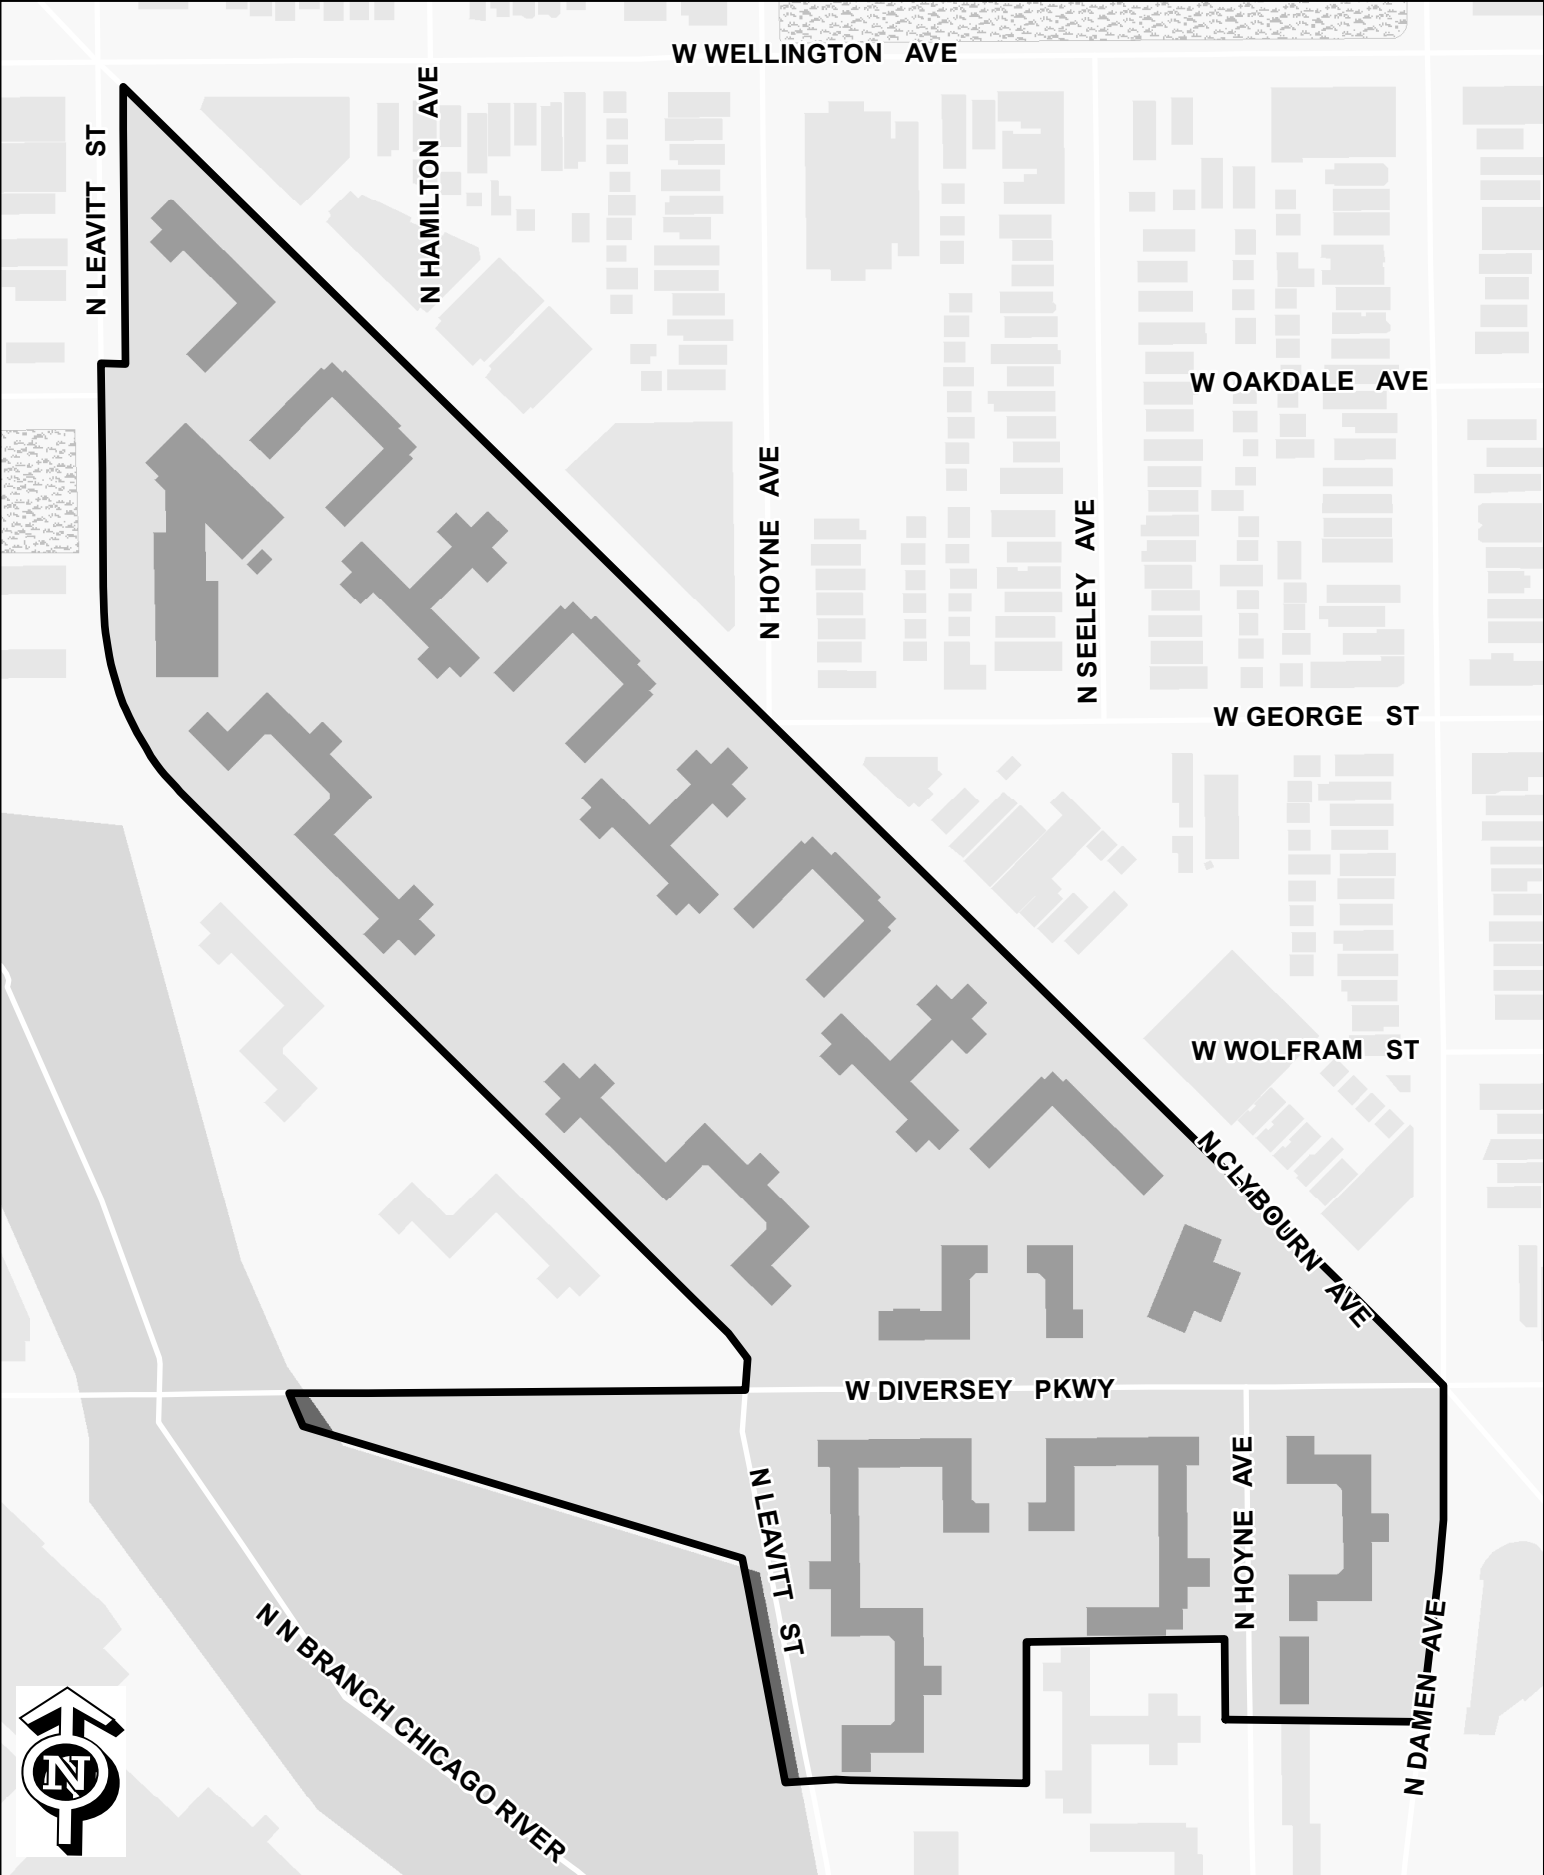 W WELLINGTON AVE
N LEAVITT ST
N HAMILTON AVE
W OAKDALE AVE
N HOYNE AVE
N SEELEY AVE
W GEORGE ST
W WOLFRAM ST
N CLYBOURN AVE
W DIVERSEY PKWY
N LEAVITT ST
N HOYNE AVE
N DAMEN AVE
N N BRANCH CHICAGO RIVER
N